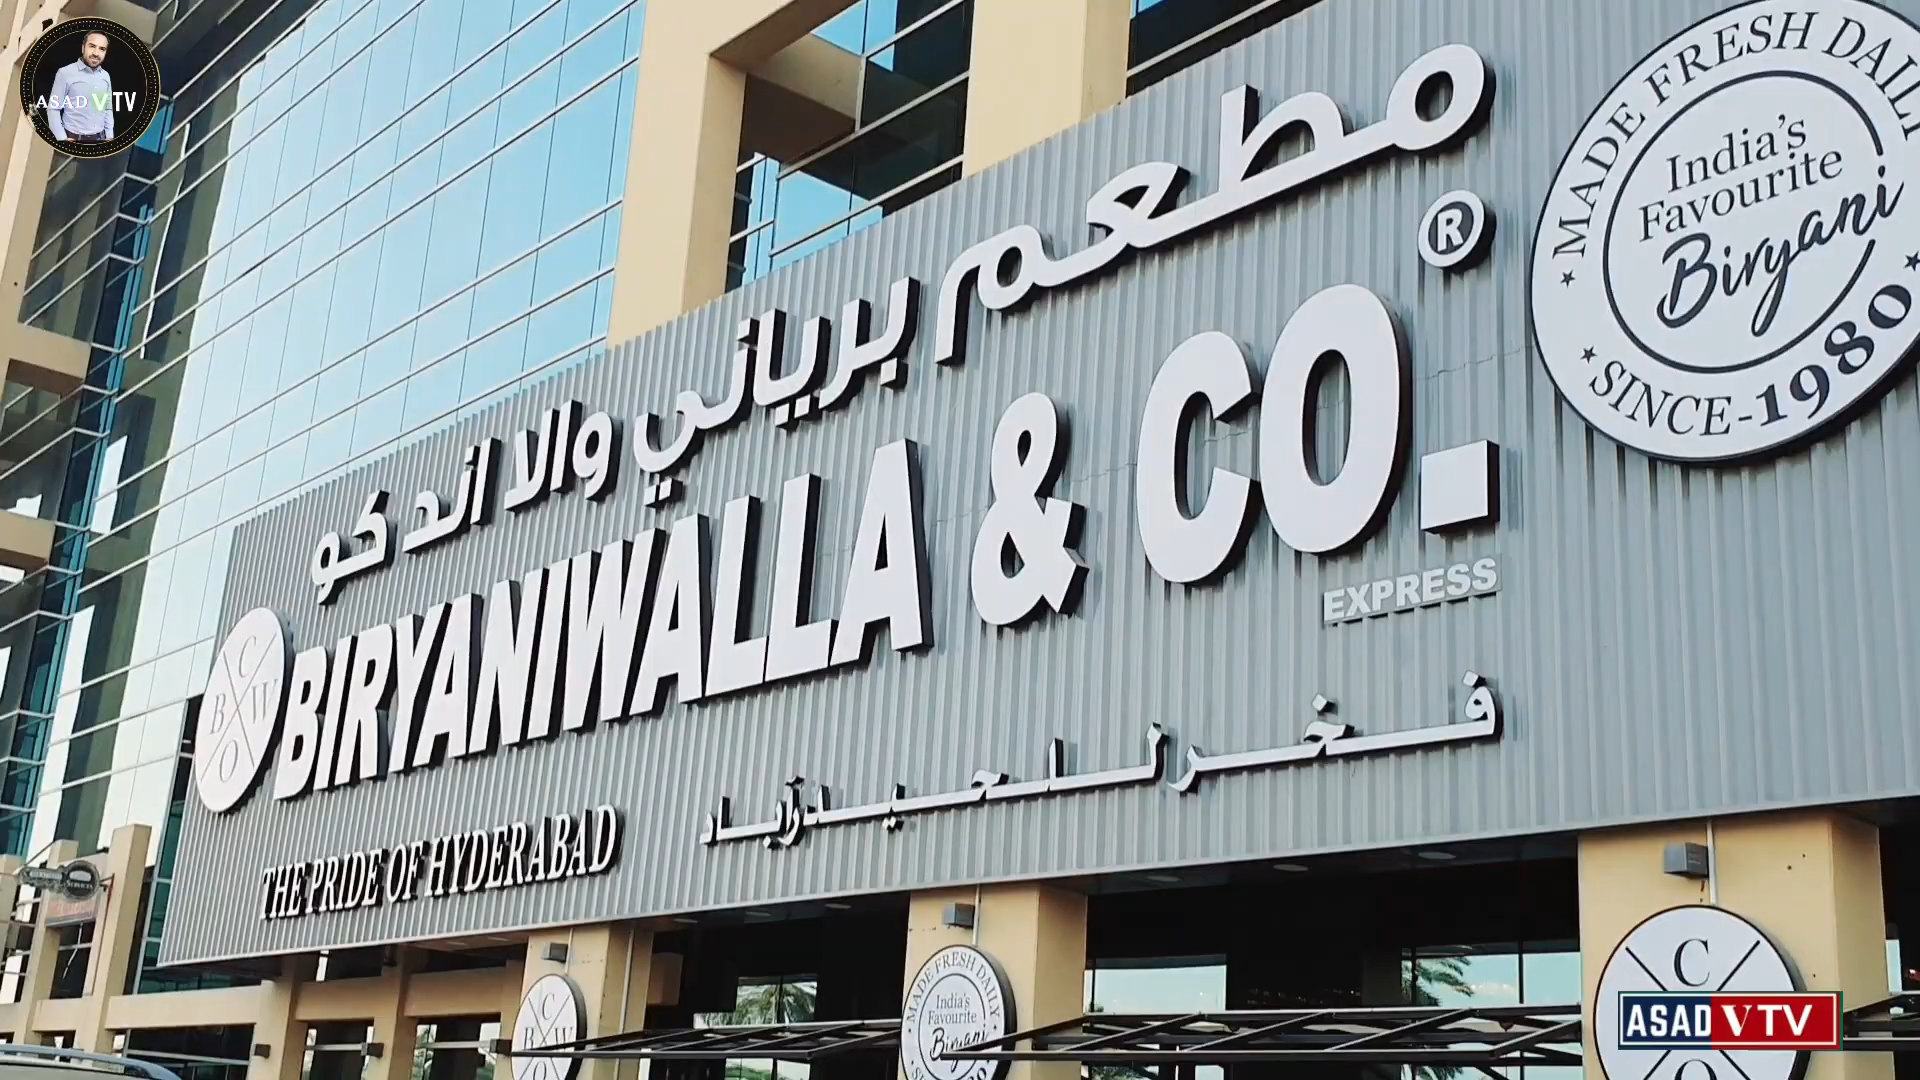 ASAD V TV
مطعم برياني والا اند كو
®
BIRYANIWALLA & CO.
EXPRESS
C
B W
O
THE PRIDE OF HYDERABAD
فخر لحيدرآباد
MADE FRESH DAILY
India's
Favourite
Biryani
SINCE-1980
C
B W
O
MADE FRESH DAILY
India's
Favourite
Biryani
C
O
ASAD V TV